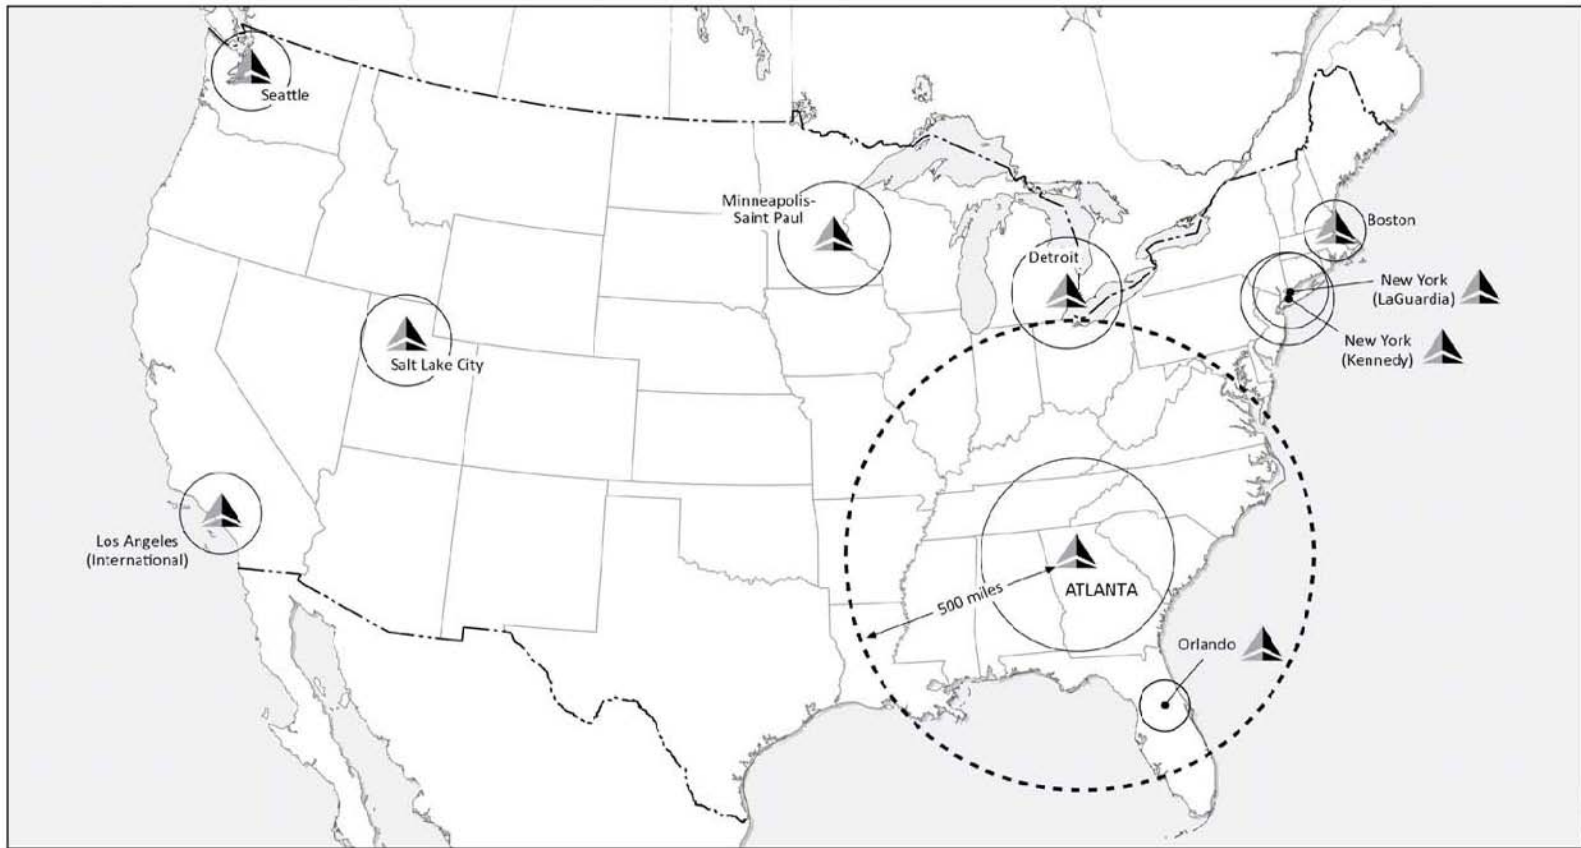 Seattle
Minneapolis-
Saint Paul
Detroit
Boston
New York
(LaGuardia)
New York
(Kennedy)
Salt Lake City
Los Angeles
(International)
500 miles
ATLANTA
Orlando